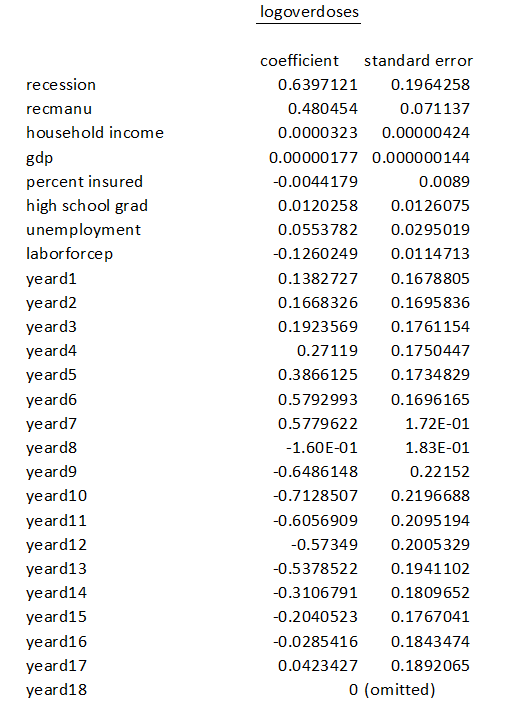 logoverdoses
coefficient standard error
recession 0.6397121 0.1964258
recmanu 0.480454 0.071137
household income 0.0000323 0.00000424
gdp 0.00000177 0.000000144
percent insured -0.0044179 0.0089
high school grad 0.0120258 0.0126075
unemployment 0.0553782 0.0295019
laborforcep -0.1260249 0.0114713
yeard1 0.1382727 0.1678805
yeard2 0.1668326 0.1695836
yeard3 0.1923569 0.1761154
yeard4 0.27119 0.1750447
yeard5 0.3866125 0.1734829
yeard6 0.5792993 0.1696165
yeard7 0.5779622 1.72E-01
yeard8 -1.60E-01 1.83E-01
yeard9 -0.6486148 0.22152
yeard10 -0.7128507 0.2196688
yeard11 -0.6056909 0.2095194
yeard12 -0.57349 0.2005329
yeard13 -0.5378522 0.1941102
yeard14 -0.3106791 0.1809652
yeard15 -0.2040523 0.1767041
yeard16 -0.0285416 0.1843474
yeard17 0.0423427 0.1892065
yeard18 0 (omitted)